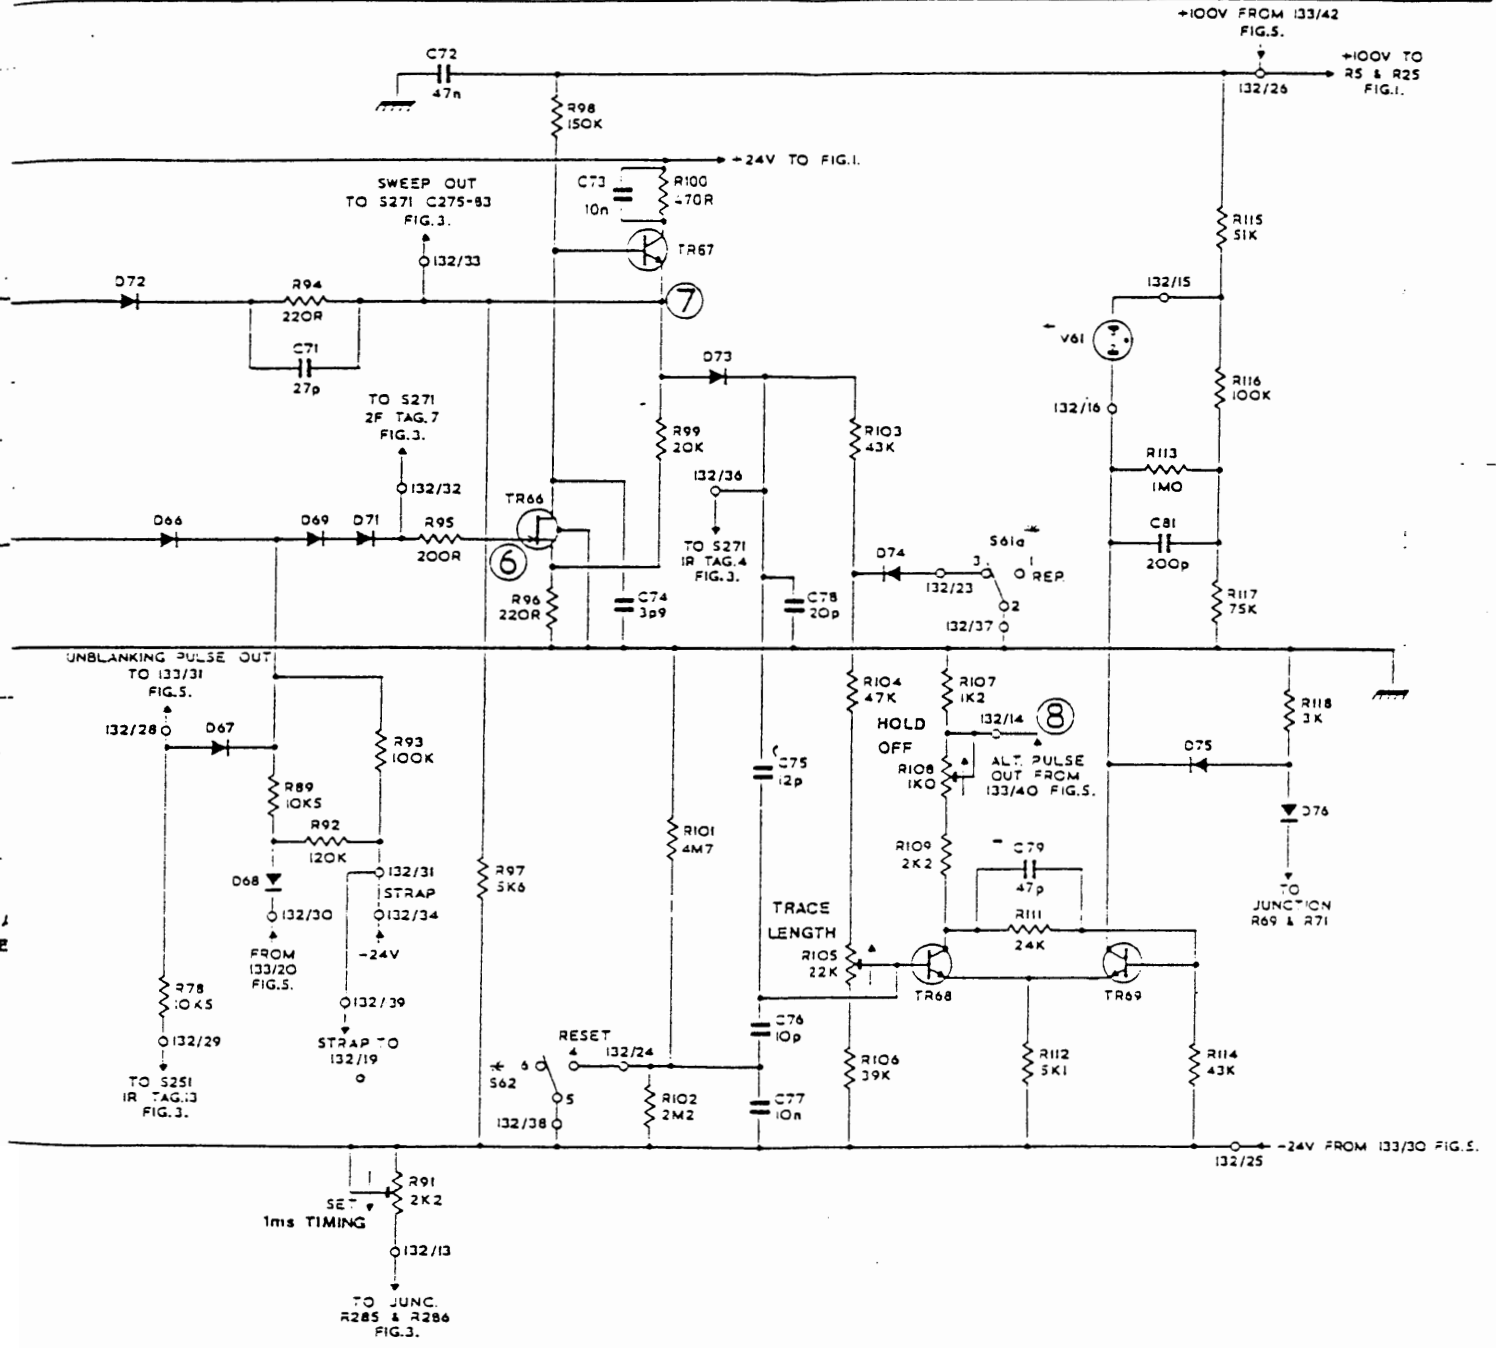 +100V FROM 133/42
FIG.5.
C72
47n
+100V TO
R5 & R25
FIG.1.
132/26
R98
150K
+24V TO FIG.1.
SWEEP OUT
TO S271 C275-83
FIG.3.
C73
10n
R100
470R
TR67
132/33
R115
51K
D72
R94
220R
7
132/15
V61
C71
27p
D73
R116
100K
TO S271
2F TAG.7
FIG.3.
132/16
R99
20K
R103
43K
R113
1M0
132/36
132/32
TR66
D66
D69
D71
R95
200R
6
C81
200p
TO S271
1R TAG.4
FIG.3.
D74
S61a
3
1
REP.
132/23
2
132/37
R96
220R
C74
3p9
C78
20p
R117
75K
UNBLANKING PULSE OUT
TO 133/31
FIG.5.
132/28
D67
R93
100K
R104
47K
R107
1K2
132/14
8
HOLD
OFF
R118
3K
R108
1K0
ALT. PULSE
OUT FROM
133/40 FIG.5.
D75
C75
12p
R89
10K5
D76
R92
120K
R101
4M7
R109
2K2
C79
47p
D68
132/31
STRAP
R97
5K6
132/30
132/34
TO
JUNCTION
R69 & R71
TRACE
LENGTH
R111
24K
FROM
133/20
FIG.5.
-24V
R105
22K
TR68
TR69
R78
10K5
132/39
C76
10p
132/29
STRAP TO
132/19
RESET
4
132/24
6
S62
5
R106
39K
R112
5K1
R114
43K
TO S251
1R TAG.13
FIG.3.
R102
2M2
C77
10n
132/38
-24V FROM 133/30 FIG.5.
132/25
R91
2K2
SET
1ms TIMING
132/13
TO JUNC.
R285 & R286
FIG.3.